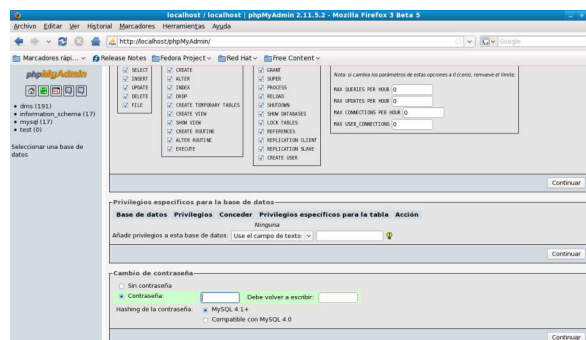 localhost / localhost | phpMyAdmin 2.11.5.2 - Mozilla Firefox 3 Beta 5
Archivo Editar Ver Historial Marcadores Herramientas Ayuda
http://localhost/phpMyAdmin/
Google
Marcadores rápi... Release Notes Fedora Project Red Hat Free Content
phpMyAdmin
dms (191)
information_schema (17)
mysql (17)
test (0)
Seleccionar una base de datos
SELECT
INSERT
UPDATE
DELETE
FILE
CREATE
ALTER
INDEX
DROP
CREATE TEMPORARY TABLES
CREATE VIEW
SHOW VIEW
CREATE ROUTINE
ALTER ROUTINE
EXECUTE
GRANT
SUPER
PROCESS
RELOAD
SHUTDOWN
SHOW DATABASES
LOCK TABLES
REFERENCES
REPLICATION CLIENT
REPLICATION SLAVE
CREATE USER
Nota: si cambia los parámetros de estas opciones a 0 (cero), remueve el límite
MAX QUERIES PER HOUR 0
MAX UPDATES PER HOUR 0
MAX CONNECTIONS PER HOUR 0
MAX USER_CONNECTIONS 0
Continuar
Privilegios específicos para la base de datos
Base de datos Privilegios Conceder Privilegios específicos para la tabla Acción
Ninguna
Añadir privilegios a esta base de datos: Use el campo de texto:
Continuar
Cambio de contraseña
Sin contraseña
Contraseña: Debe volver a escribir:
Hashing de la contraseña: MySQL 4.1+
Compatible con MySQL 4.0
Continuar